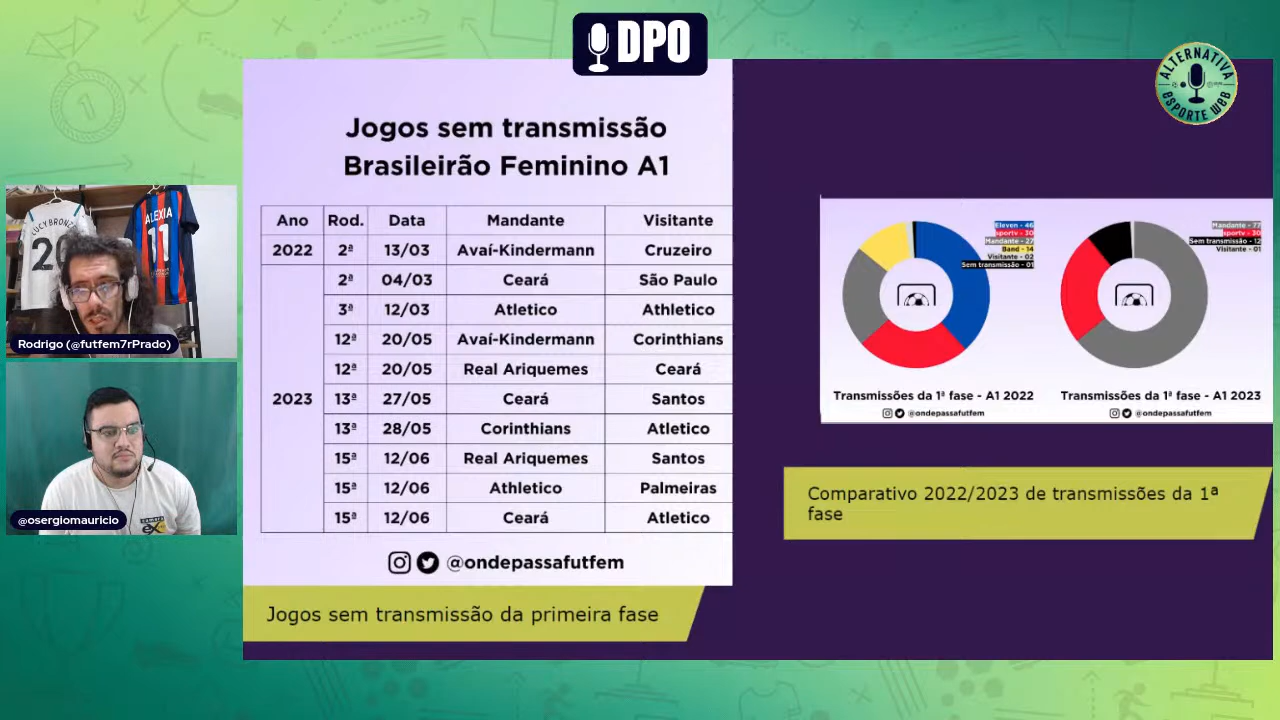 DPO
ALTERNATIVA
ESPORTE WEB
Jogos sem transmissão
Brasileirão Feminino A1
Ano Rod. Data Mandante Visitante
2022 2ª 13/03 Avaí-Kindermann Cruzeiro
2ª 04/03 Ceará São Paulo
3ª 12/03 Atletico Athletico
12ª 20/05 Avaí-Kindermann Corinthians
12ª 20/05 Real Ariquemes Ceará
2023 13ª 27/05 Ceará Santos
13ª 28/05 Corinthians Atletico
15ª 12/06 Real Ariquemes Santos
15ª 12/06 Athletico Palmeiras
15ª 12/06 Ceará Atletico
@ondepassafutfem
Jogos sem transmissão da primeira fase
Eleven - 46
sportv - 30
Mandante - 27
Band - 14
Visitante - 02
Sem transmissão - 01
Transmissões da 1ª fase - A1 2022
@ondepassafutfem
Mandante - 77
sportv - 30
Sem transmissão - 12
Visitante - 01
Transmissões da 1ª fase - A1 2023
@ondepassafutfem
Comparativo 2022/2023 de transmissões da 1ª
fase
LUCY BRONZE
20
ALEXIA
11
Rodrigo (@futfem7rPrado)
@osergiomauricio